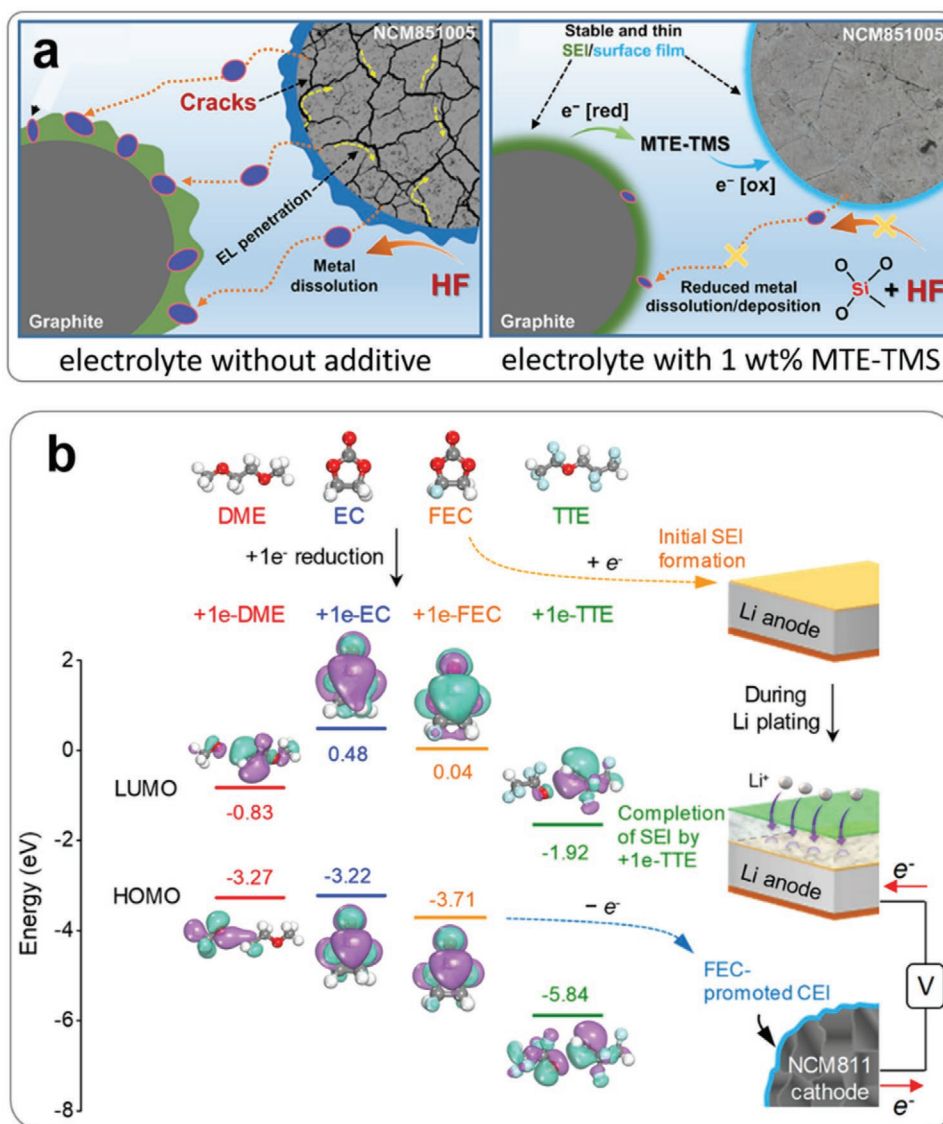 a
NCM851005
Cracks
EL penetration
Metal
dissolution
HF
Graphite
electrolyte without additive
Stable and thin
SEI/surface film
NCM851005
e⁻ [red]
MTE-TMS
e⁻ [ox]
Reduced metal
dissolution/deposition
O
O
Si
O
+ HF
Graphite
electrolyte with 1 wt% MTE-TMS
b
DME EC FEC TTE
+1e⁻ reduction
+ e⁻
Initial SEI
formation
Li anode
+1e-DME +1e-EC +1e-FEC +1e-TTE
During
Li plating
Energy (eV)
2
0
-2
-4
-6
-8
LUMO
-0.83
0.48
0.04
-1.92
Completion
of SEI by
+1e-TTE
Li⁺
Li anode
e⁻
HOMO
-3.27
-3.22
-3.71
-5.84
− e⁻
FEC-
promoted CEI
V
NCM811
cathode
e⁻